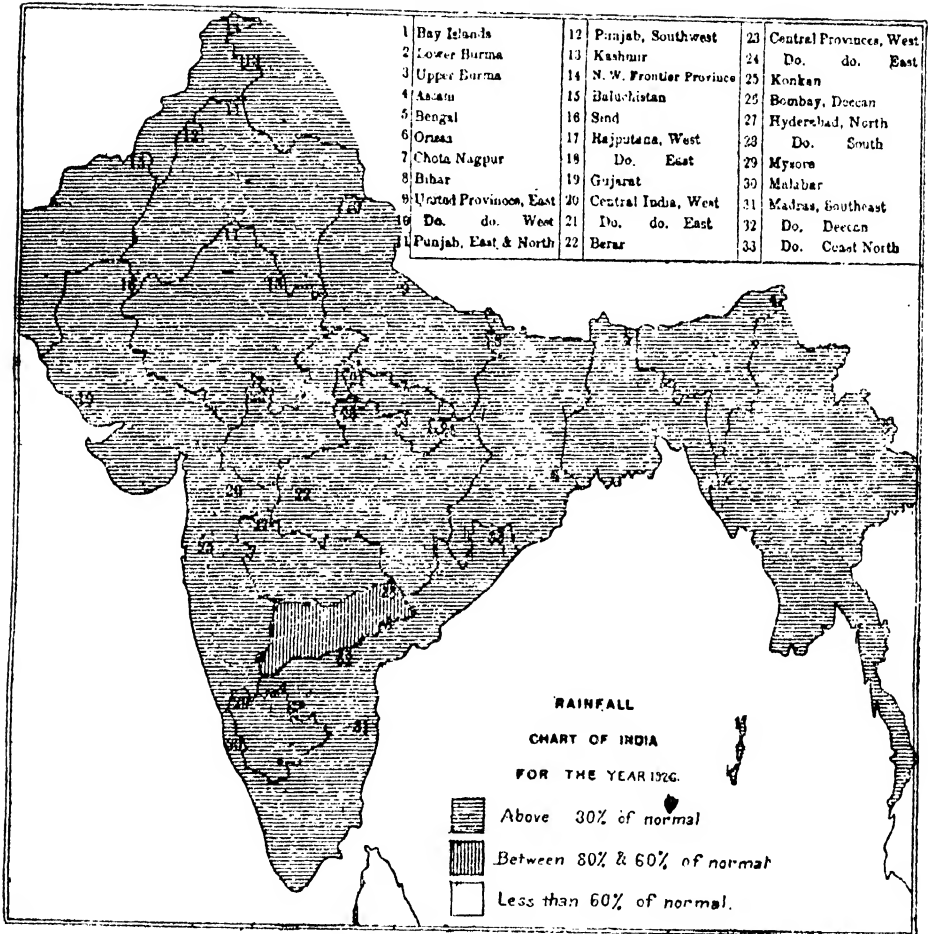 1 Bay Islands
2 Lower Burma
3 Upper Burma
4 Assam
5 Bengal
6 Orissa
7 Chota Nagpur
8 Bihar
9 United Provinces, East
10 Do. do. West
11 Punjab, East & North
12 Punjab, Southwest
13 Kashmir
14 N. W. Frontier Province
15 Baluchistan
16 Sind
17 Rajputana, West
18 Do. East
19 Gujarat
20 Central India, West
21 Do. do. East
22 Berar
23 Central Provinces, West
24 Do. do. East
25 Konkan
26 Bombay, Deccan
27 Hyderabad, North
28 Do. South
29 Mysore
30 Malabar
31 Madras, Southeast
32 Do. Deccan
33 Do. Coast North
RAINFALL
CHART OF INDIA
FOR THE YEAR 1926.
Above 30% of normal
Between 80% & 60% of normal
Less than 60% of normal.